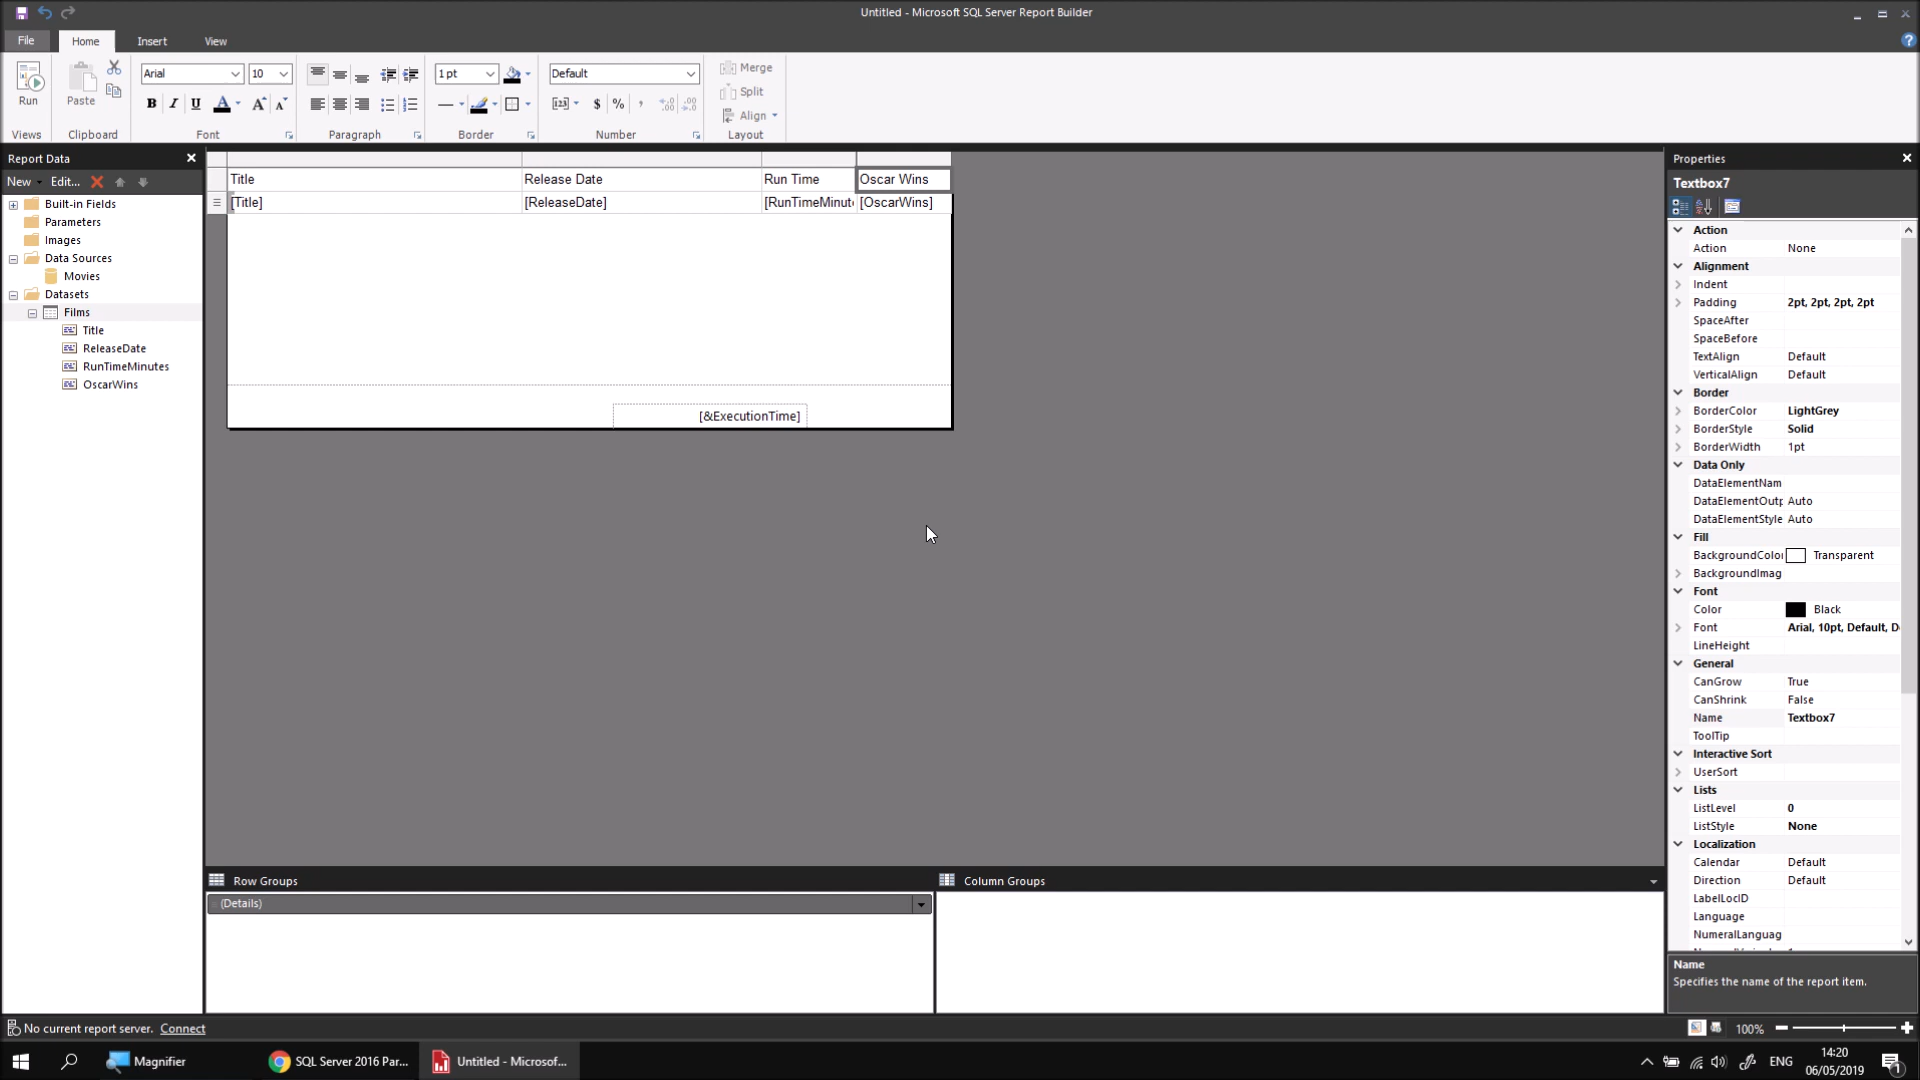 Untitled - Microsoft SQL Server Report Builder
File Home Insert View
Run
Paste
Arial 10
B I U A A A
1 pt
Default
$ % ,
Merge
Split
Align
Views Clipboard Font Paragraph Border Number Layout
Report Data
New Edit...
Built-in Fields
Parameters
Images
Data Sources
Movies
Datasets
Films
Title
ReleaseDate
RunTimeMinutes
OscarWins
Title Release Date Run Time Oscar Wins
[Title] [ReleaseDate] [RunTimeMinut [OscarWins]
[&ExecutionTime]
Row Groups
(Details)
Column Groups
Properties
Textbox7
Action
Action None
Alignment
Indent
Padding 2pt, 2pt, 2pt, 2pt
SpaceAfter
SpaceBefore
TextAlign Default
VerticalAlign Default
Border
BorderColor LightGrey
BorderStyle Solid
BorderWidth 1pt
Data Only
DataElementNam
DataElementOutp Auto
DataElementStyle Auto
Fill
BackgroundColor Transparent
BackgroundImag
Font
Color Black
Font Arial, 10pt, Default, D
LineHeight
General
CanGrow True
CanShrink False
Name Textbox7
ToolTip
Interactive Sort
UserSort
Lists
ListLevel 0
ListStyle None
Localization
Calendar Default
Direction Default
LabelLocID
Language
NumeralLanguag
Name
Specifies the name of the report item.
No current report server. Connect
100%
Magnifier
SQL Server 2016 Par...
Untitled - Microsof...
ENG
14:20
06/05/2019
1